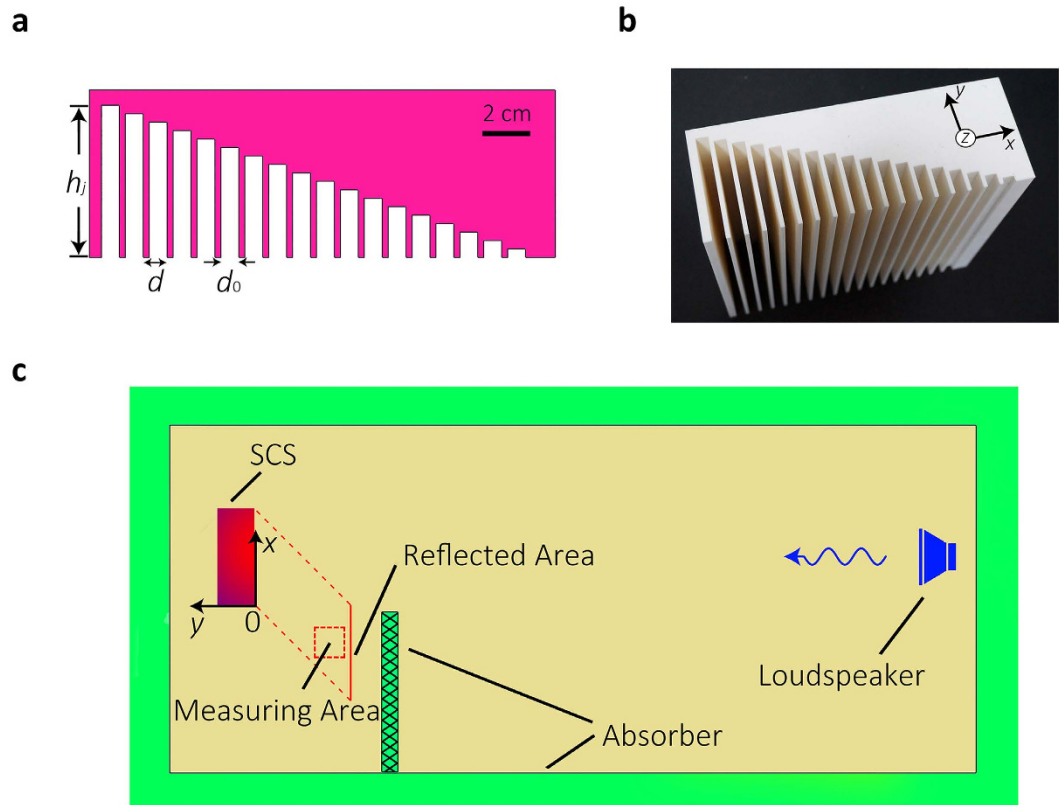 a
b
2 cm
hⱼ
d
d₀
y
z
x
c
SCS
x
Reflected Area
y
0
Measuring Area
Loudspeaker
Absorber